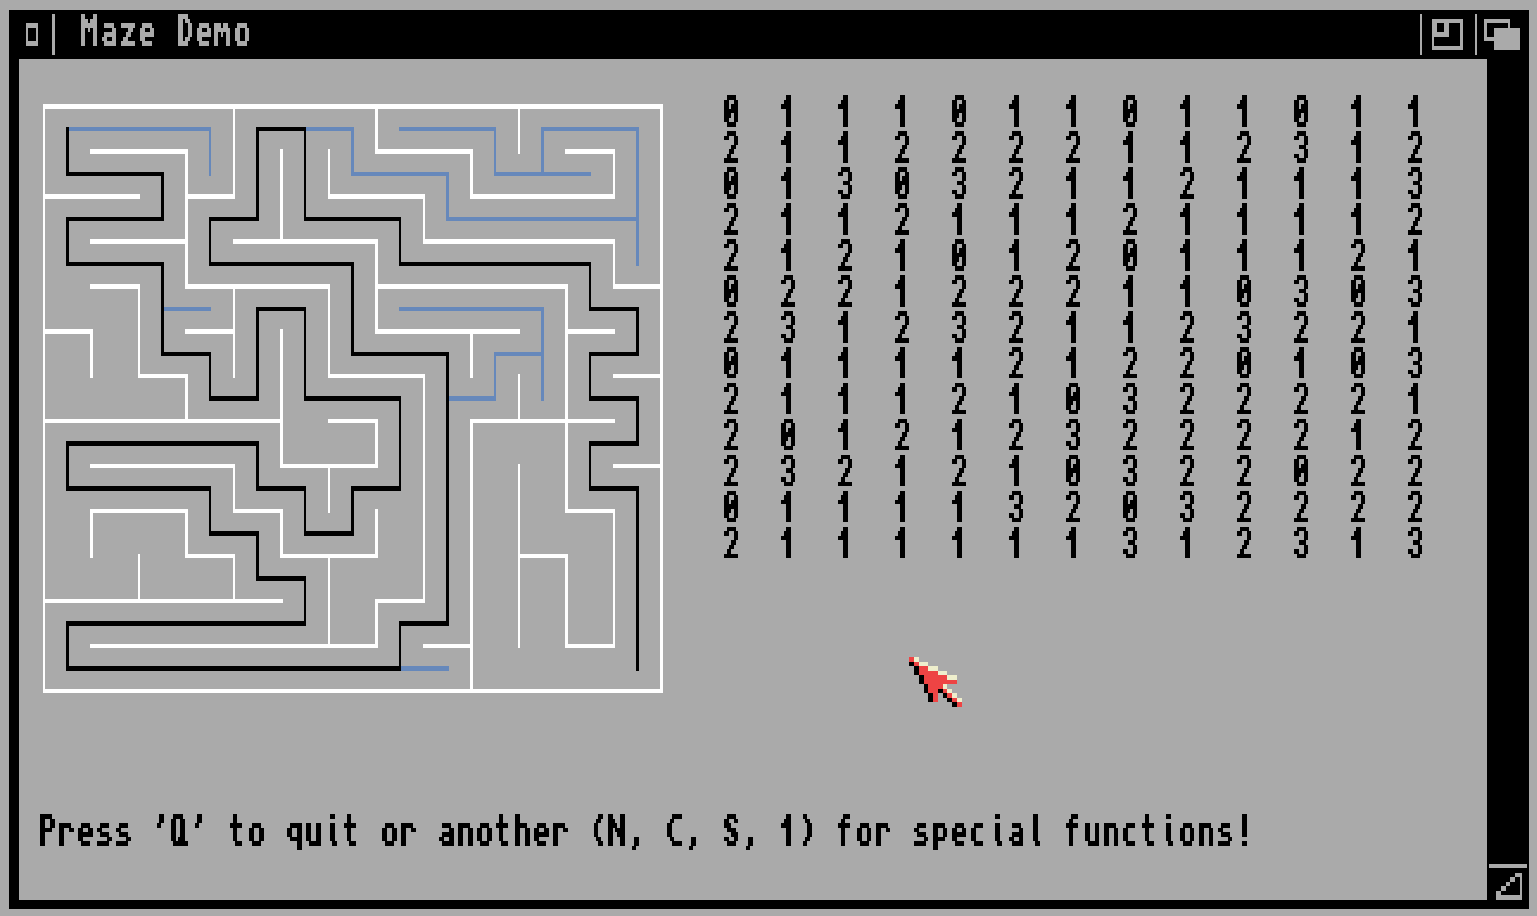 Maze Demo
0 1 1 1 0 1 1 0 1 1 0 1 1
2 1 1 2 2 2 2 1 1 2 3 1 2
0 1 3 0 3 2 1 1 2 1 1 1 3
2 1 1 2 1 1 1 2 1 1 1 1 2
2 1 2 1 0 1 2 0 1 1 1 2 1
0 2 2 1 2 2 2 1 1 0 3 0 3
2 3 1 2 3 2 1 1 2 3 2 2 1
0 1 1 1 1 2 1 2 2 0 1 0 3
2 1 1 1 2 1 0 3 2 2 2 2 1
2 0 1 2 1 2 3 2 2 2 2 1 2
2 3 2 1 2 1 0 3 2 2 0 2 2
0 1 1 1 1 3 2 0 3 2 2 2 2
2 1 1 1 1 1 1 3 1 2 3 1 3
Press 'Q' to quit or another (N, C, S, 1) for special functions!